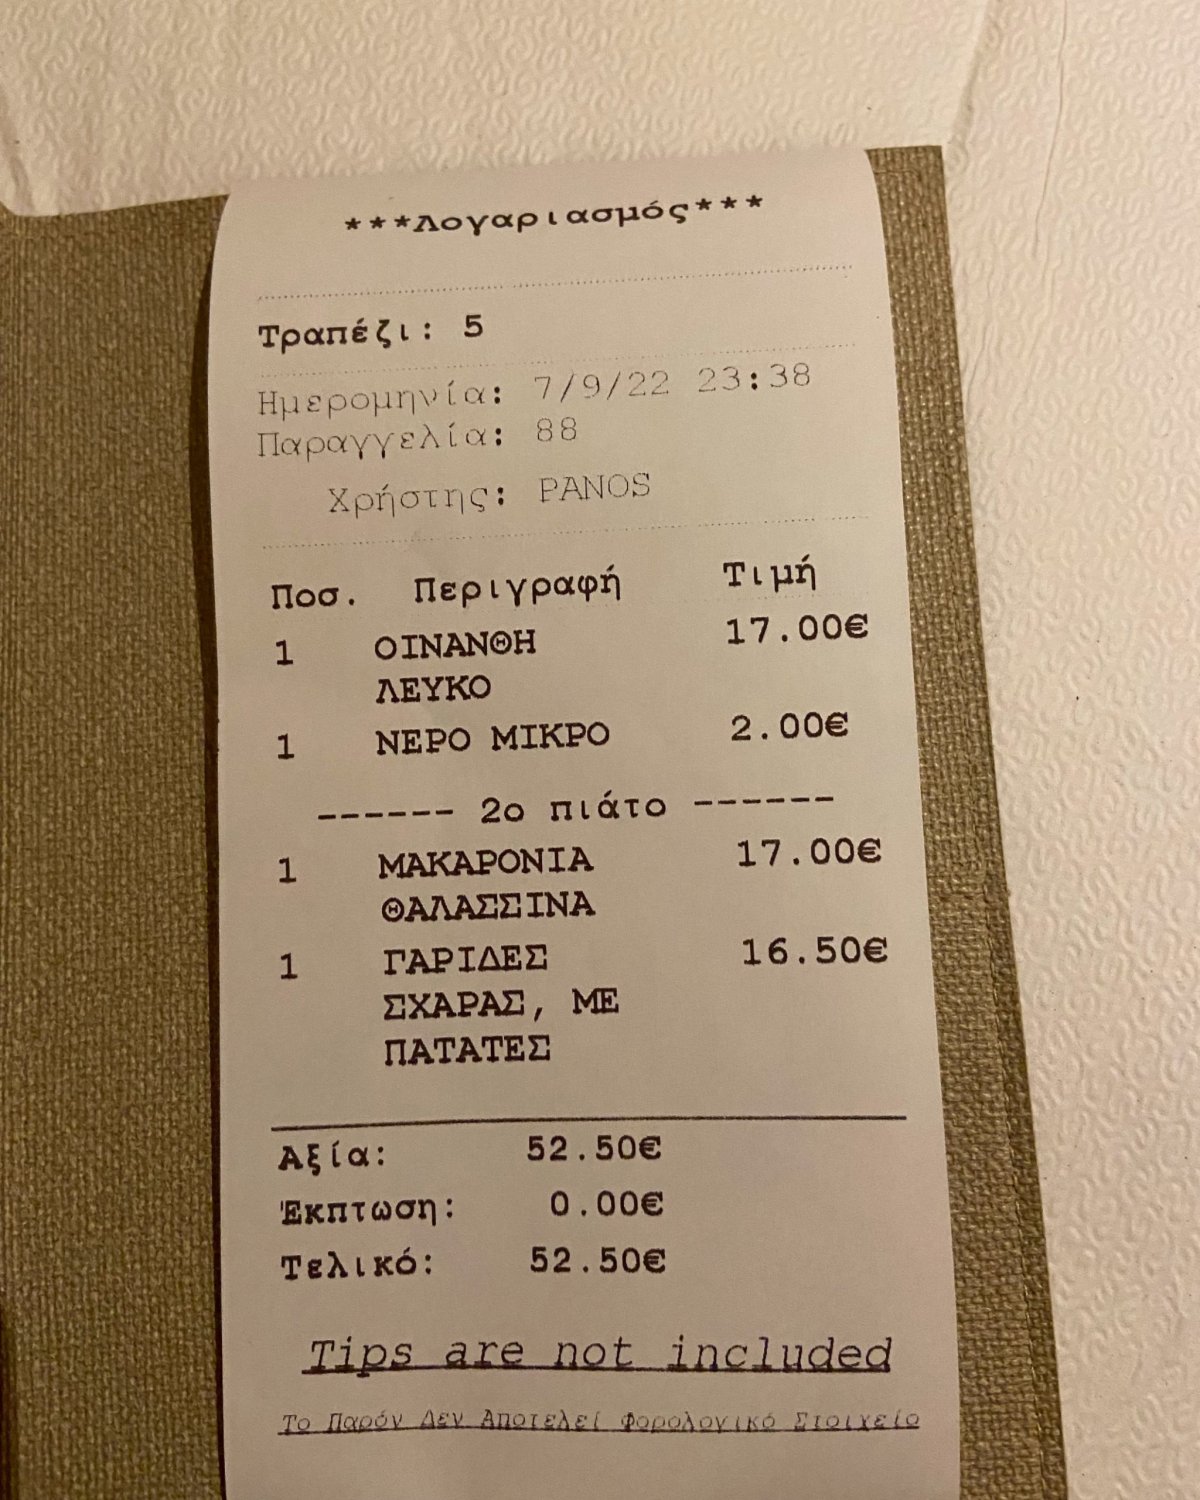 ***Λογαριασμός***
Τραπέζι: 5
Ημερομηνία: 7/9/22 23:38
Παραγγελία: 88
Χρήστης: PANOS
Ποσ. Περιγραφή Τιμή
1 ΟΙΝΑΝΘΗ 17.00€
ΛΕΥΚΟ
1 ΝΕΡΟ ΜΙΚΡΟ 2.00€
------ 2ο πιάτο ------
1 ΜΑΚΑΡΟΝΙΑ 17.00€
ΘΑΛΑΣΣΙΝΑ
1 ΓΑΡΙΔΕΣ 16.50€
ΣΧΑΡΑΣ, ΜΕ
ΠΑΤΑΤΕΣ
Αξία: 52.50€
Έκπτωση: 0.00€
Τελικό: 52.50€
Tips are not included
Το Παρόν Δεν Αποτελεί Φορολογικό Στοιχείο